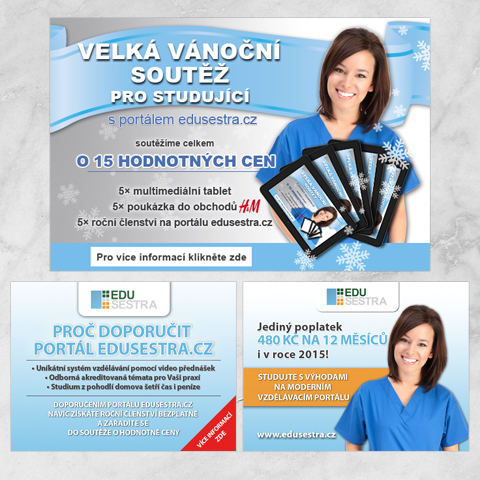 VELKÁ VÁNOČNÍ
SOUTĚŽ
PRO STUDUJÍCÍ
s portálem edusestra.cz
soutěžíme celkem
O 15 HODNOTNÝCH CEN
5× multimediální tablet
5× poukázka do obchodů H&M
5× roční členství na portálu edusestra.cz
Pro více informací klikněte zde
EDU
SESTRA
PROČ DOPORUČIT
PORTÁL EDUSESTRA.CZ
• Unikátní systém vzdělávání pomocí video přednášek
• Odborná akreditovaná témata pro Vaši praxi
• Studium z pohodlí domova šetří čas i peníze
DOPORUČENÍM PORTÁLU EDUSESTRA.CZ
NAVÍC ZÍSKÁTE ROČNÍ ČLENSTVÍ BEZPLATNĚ
A ZAŘADÍTE SE
DO SOUTĚŽE O HODNOTNÉ CENY
VÍCE INFORMACÍ
ZDE
EDU
SESTRA
Jediný poplatek
480 KČ NA 12 MĚSÍCŮ
i v roce 2015!
STUDUJTE S VÝHODAMI
NA MODERNÍM
VZDĚLÁVACÍM PORTÁLU
www.edusestra.cz